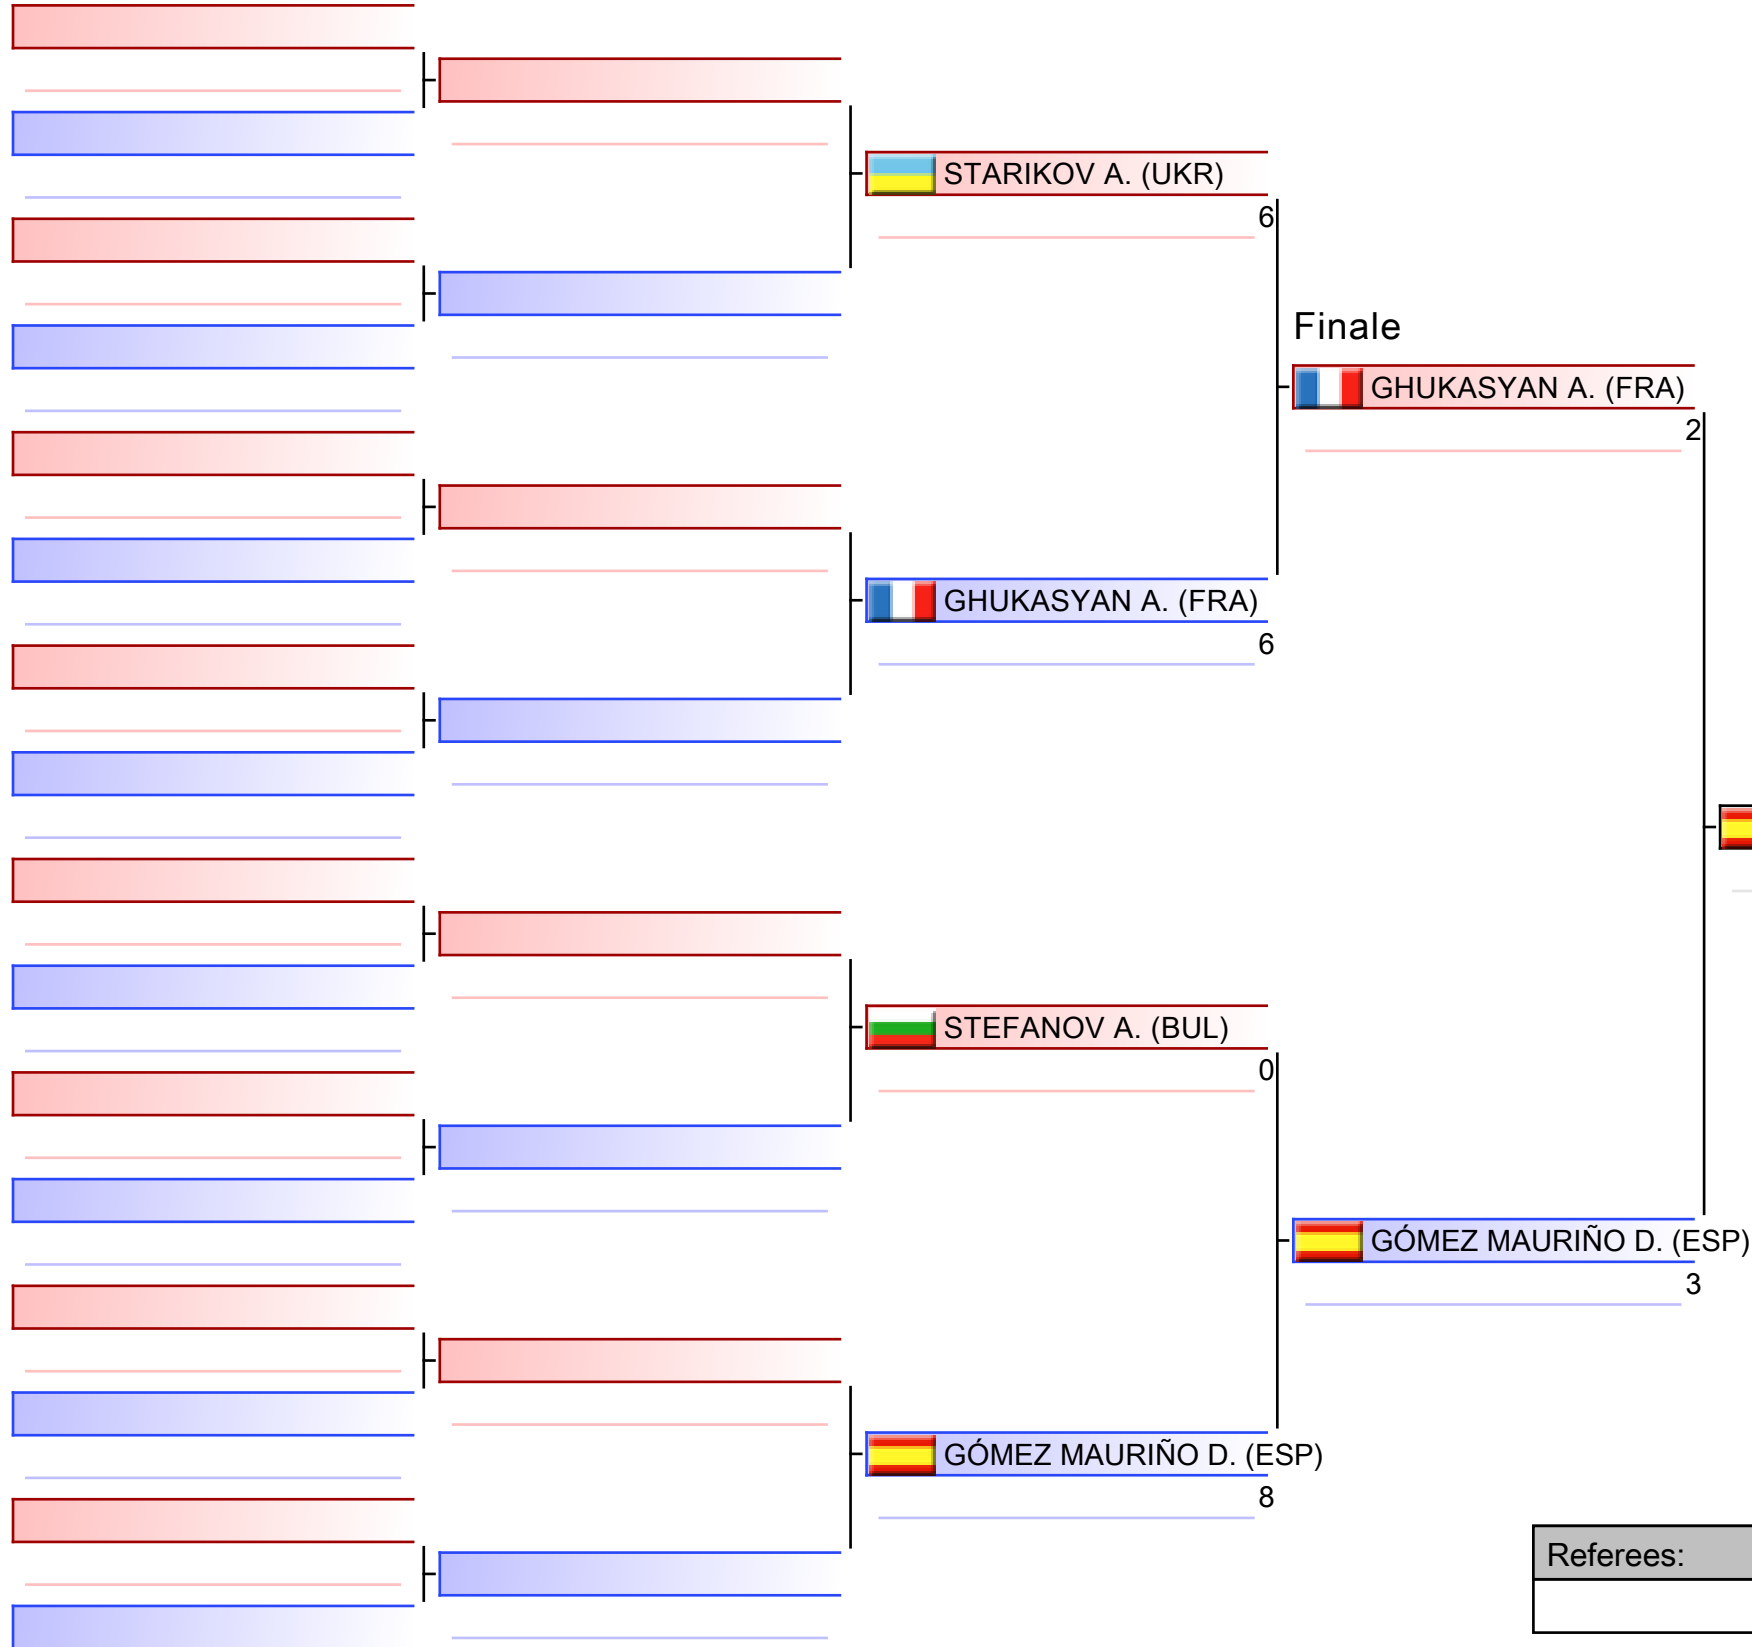 STARIKOV A. (UKR)
6
Finale
GHUKASYAN A. (FRA)
2
GHUKASYAN A. (FRA)
6
STEFANOV A. (BUL)
0
GÓMEZ MAURIÑO D. (ESP)
3
GÓMEZ MAURIÑO D. (ESP)
8
Referees: